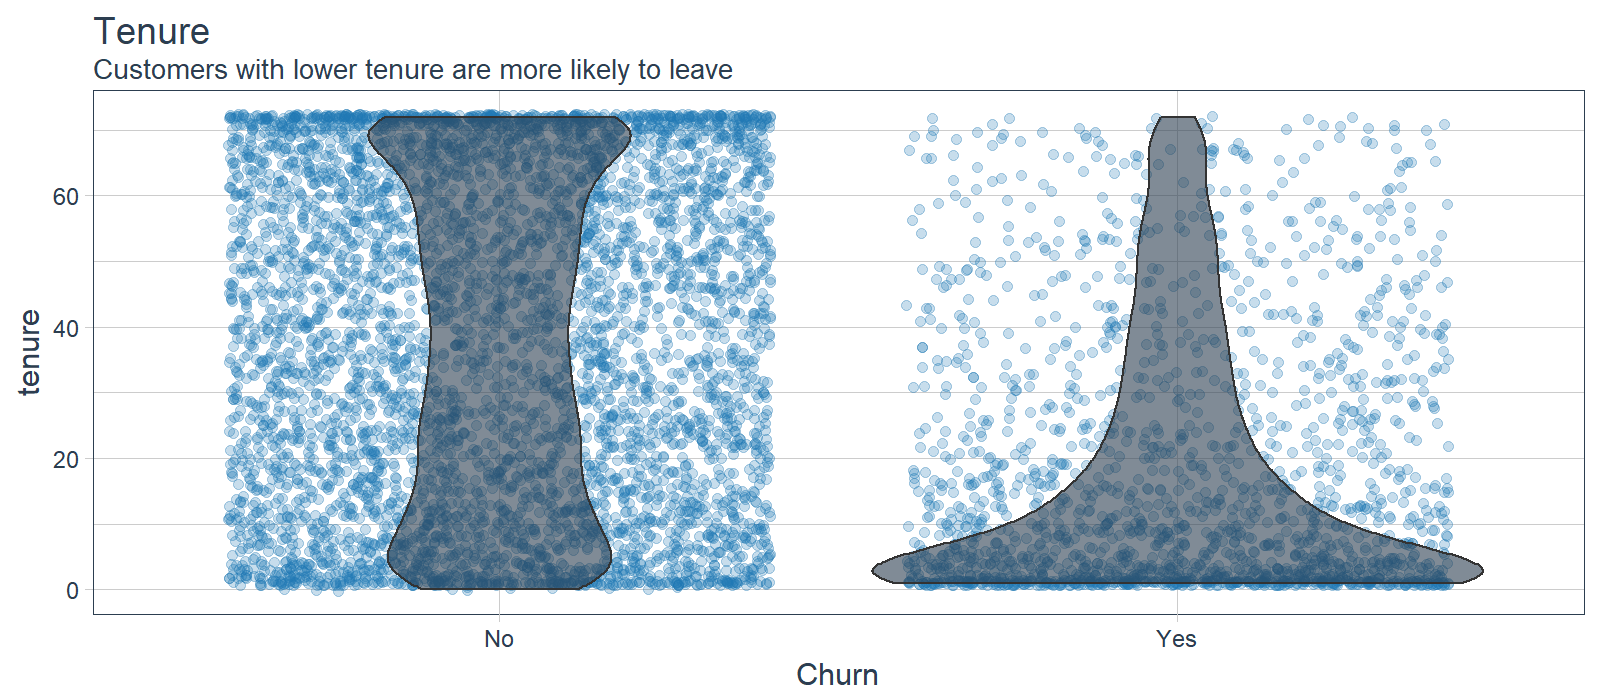 Tenure
Customers with lower tenure are more likely to leave
tenure
60
40
20
0
No
Yes
Churn